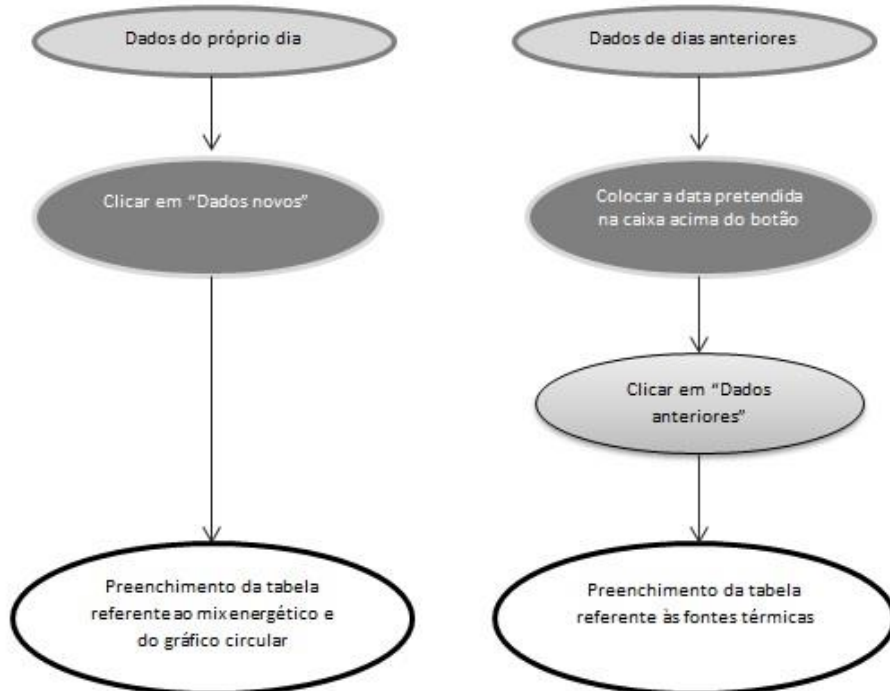 Dados do próprio dia
Clicar em “Dados novos”
Preenchimento da tabela
referente ao mix energético e
do gráfico circular
Dados de dias anteriores
Colocar a data pretendida
na caixa acima do botão
Clicar em “Dados
anteriores”
Preenchimento da tabela
referente às fontes térmicas